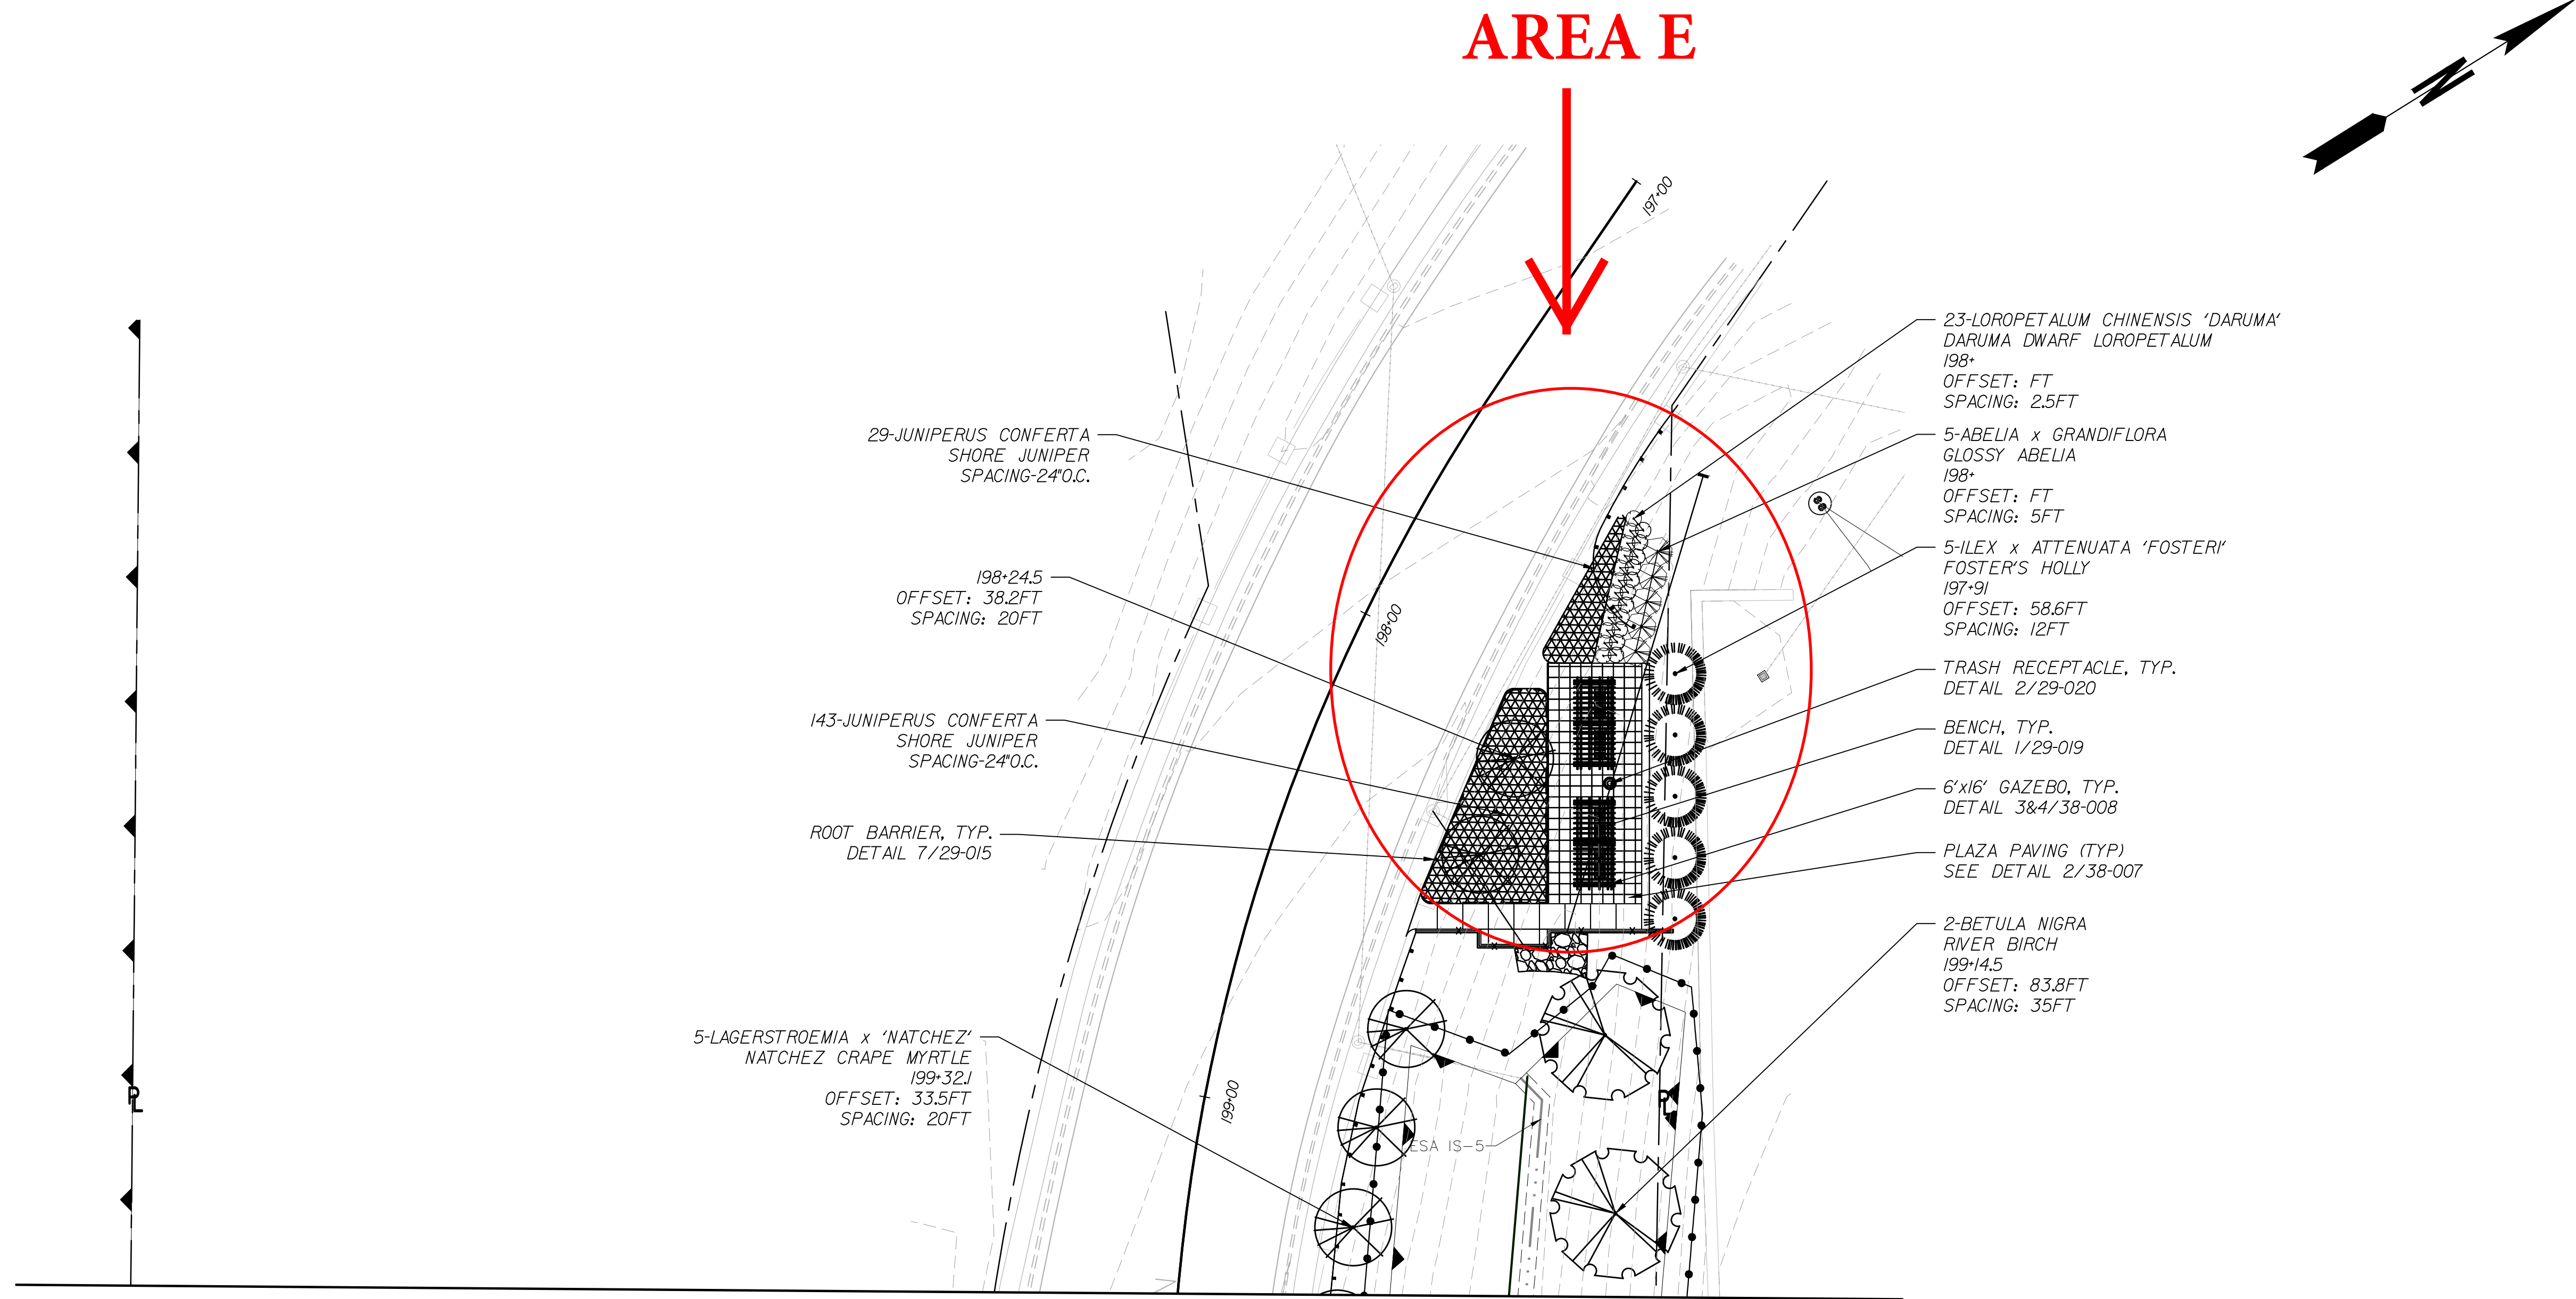 AREA E
N
197+00
23-LOROPETALUM CHINENSIS 'DARUMA'
DARUMA DWARF LOROPETALUM
198+
OFFSET: FT
SPACING: 2.5FT
29-JUNIPERUS CONFERTA
SHORE JUNIPER
SPACING-24"O.C.
5-ABELIA x GRANDIFLORA
GLOSSY ABELIA
198+
OFFSET: FT
SPACING: 5FT
5-ILEX x ATTENUATA 'FOSTERI'
FOSTER'S HOLLY
197+91
OFFSET: 58.6FT
SPACING: 12FT
198+24.5
OFFSET: 38.2FT
SPACING: 20FT
198+00
TRASH RECEPTACLE, TYP.
DETAIL 2/29-020
143-JUNIPERUS CONFERTA
SHORE JUNIPER
SPACING-24"O.C.
BENCH, TYP.
DETAIL 1/29-019
6'x16' GAZEBO, TYP.
DETAIL 3&4/38-008
ROOT BARRIER, TYP.
DETAIL 7/29-015
PLAZA PAVING (TYP)
SEE DETAIL 2/38-007
2-BETULA NIGRA
RIVER BIRCH
199+14.5
OFFSET: 83.8FT
SPACING: 35FT
5-LAGERSTROEMIA x 'NATCHEZ'
NATCHEZ CRAPE MYRTLE
199+32.1
OFFSET: 33.5FT
SPACING: 20FT
199+00
PL
PL
ESA IS-5